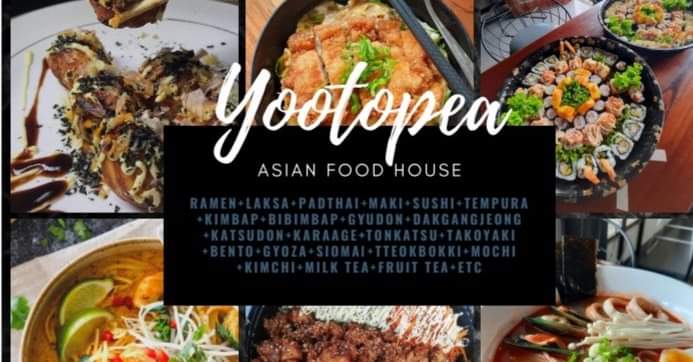 Yootopea
ASIAN FOOD HOUSE
RAMEN+LAKSA+PADTHAI+MAKI+SUSHI+TEMPURA
+KIMBAP+BIBIMBAP+GYUDON+DAKGANGJEONG
+KATSUDON+KARAAGE+TONKATSU+TAKOYAKI
+BENTO+GYOZA+SIOMAI+TTEOKBOKKI+MOCHI
+KIMCHI+MILK TEA+FRUIT TEA+ETC